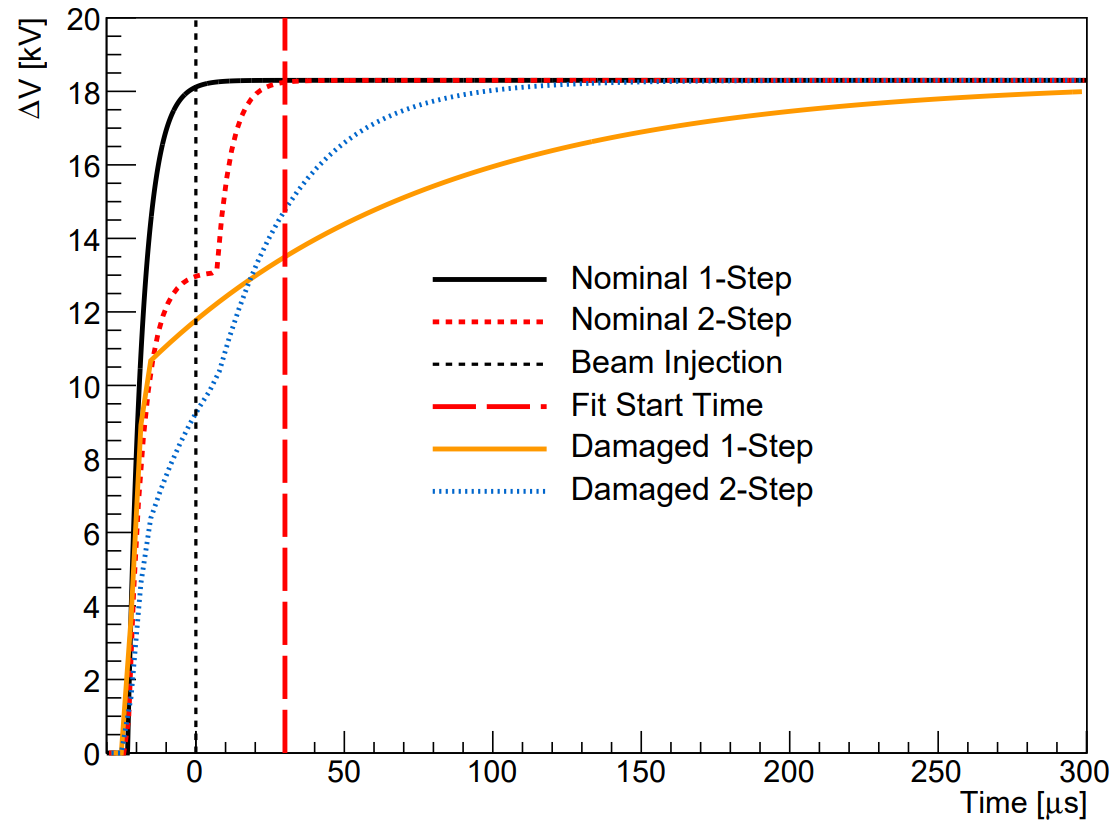 ΔV [kV]
20
18
16
14
12
10
8
6
4
2
0
Nominal 1-Step
Nominal 2-Step
Beam Injection
Fit Start Time
Damaged 1-Step
Damaged 2-Step
0 50 100 150 200 250 300
Time [μs]